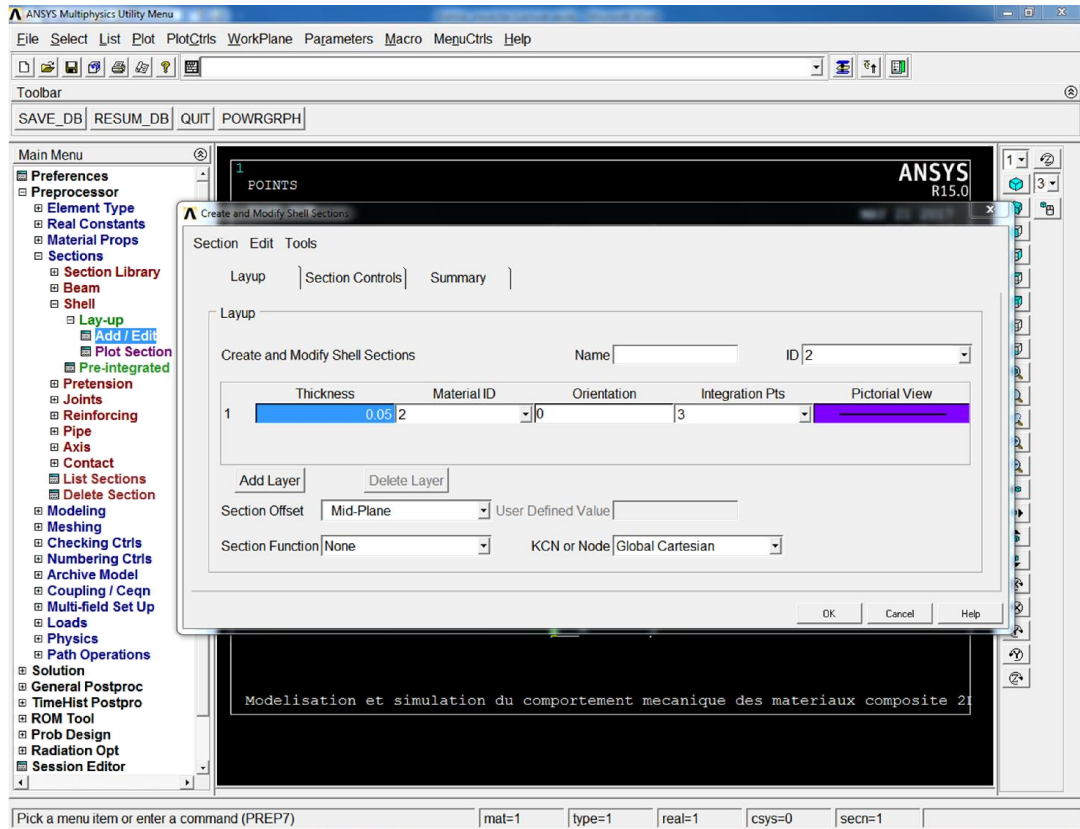 ANSYS Multiphysics Utility Menu
File Select List Plot PlotCtrls WorkPlane Parameters Macro MenuCtrls Help
Toolbar
SAVE_DB RESUM_DB QUIT POWRGRPH
Main Menu
Preferences
Preprocessor
Element Type
Real Constants
Material Props
Sections
Section Library
Beam
Shell
Lay-up
Add / Edit
Plot Section
Pre-integrated
Pretension
Joints
Reinforcing
Pipe
Axis
Contact
List Sections
Delete Section
Modeling
Meshing
Checking Ctrls
Numbering Ctrls
Archive Model
Coupling / Ceqn
Multi-field Set Up
Loads
Physics
Path Operations
Solution
General Postproc
TimeHist Postpro
ROM Tool
Prob Design
Radiation Opt
Session Editor
1
POINTS
ANSYS
R15.0
1
3
Create and Modify Shell Sections
Section Edit Tools
Layup Section Controls Summary
Layup
Create and Modify Shell Sections Name ID 2
Thickness Material ID Orientation Integration Pts Pictorial View
1 0.05 2 0 3
Add Layer Delete Layer
Section Offset Mid-Plane User Defined Value
Section Function None KCN or Node Global Cartesian
OK Cancel Help
Modelisation et simulation du comportement mecanique des materiaux composite
Pick a menu item or enter a command (PREP7) mat=1 type=1 real=1 csys=0 secn=1